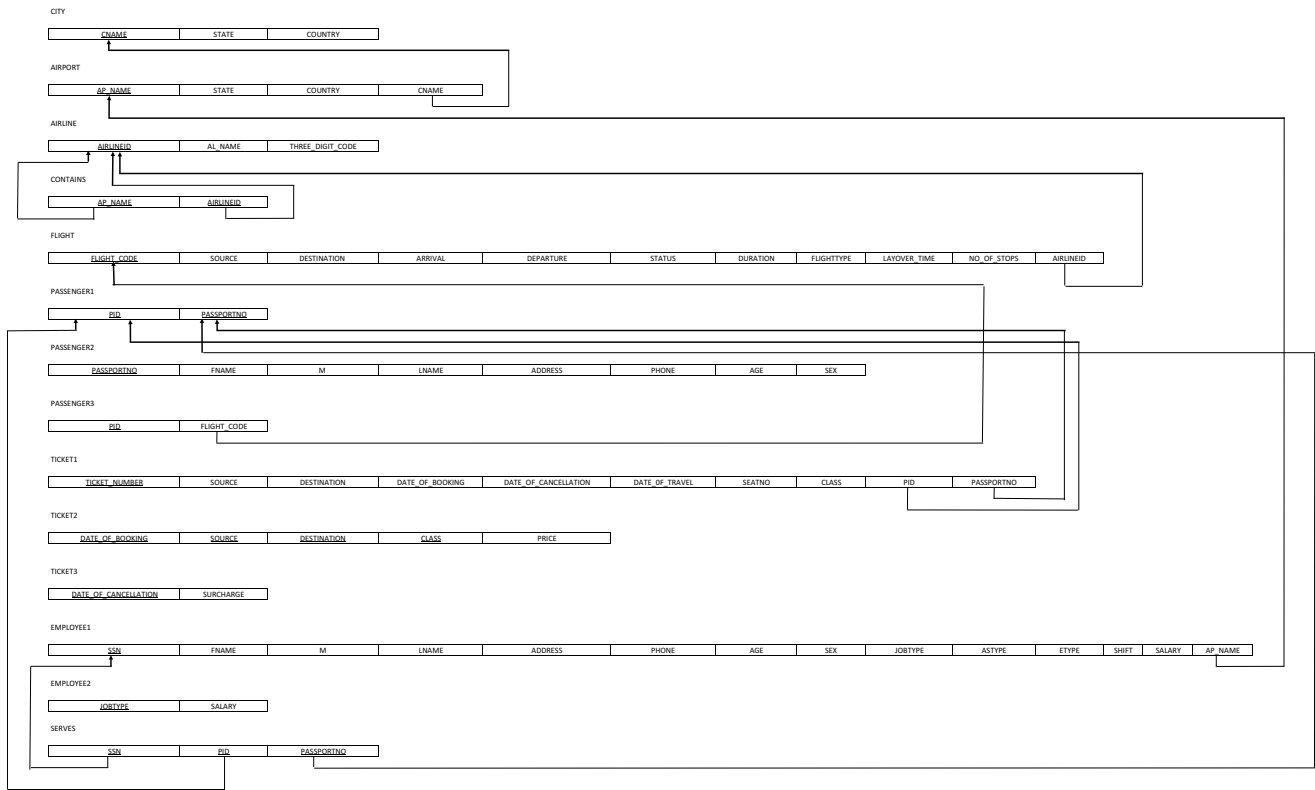 CITY
CNAME STATE COUNTRY
AIRPORT
AP_NAME STATE COUNTRY CNAME
AIRLINE
AIRLINEID AL_NAME THREE_DIGIT_CODE
CONTAINS
AP_NAME AIRLINEID
FLIGHT
FLIGHT_CODE SOURCE DESTINATION ARRIVAL DEPARTURE STATUS DURATION FLIGHTTYPE LAYOVER_TIME NO_OF_STOPS AIRLINEID
PASSENGER1
PID PASSPORTNO
PASSENGER2
PASSPORTNO FNAME M LNAME ADDRESS PHONE AGE SEX
PASSENGER3
PID FLIGHT_CODE
TICKET1
TICKET_NUMBER SOURCE DESTINATION DATE_OF_BOOKING DATE_OF_CANCELLATION DATE_OF_TRAVEL SEATNO CLASS PID PASSPORTNO
TICKET2
DATE_OF_BOOKING SOURCE DESTINATION CLASS PRICE
TICKET3
DATE_OF_CANCELLATION SURCHARGE
EMPLOYEE1
SSN FNAME M LNAME ADDRESS PHONE AGE SEX JOBTYPE ASTYPE ETYPE SHIFT SALARY AP_NAME
EMPLOYEE2
JOBTYPE SALARY
SERVES
SSN PID PASSPORTNO